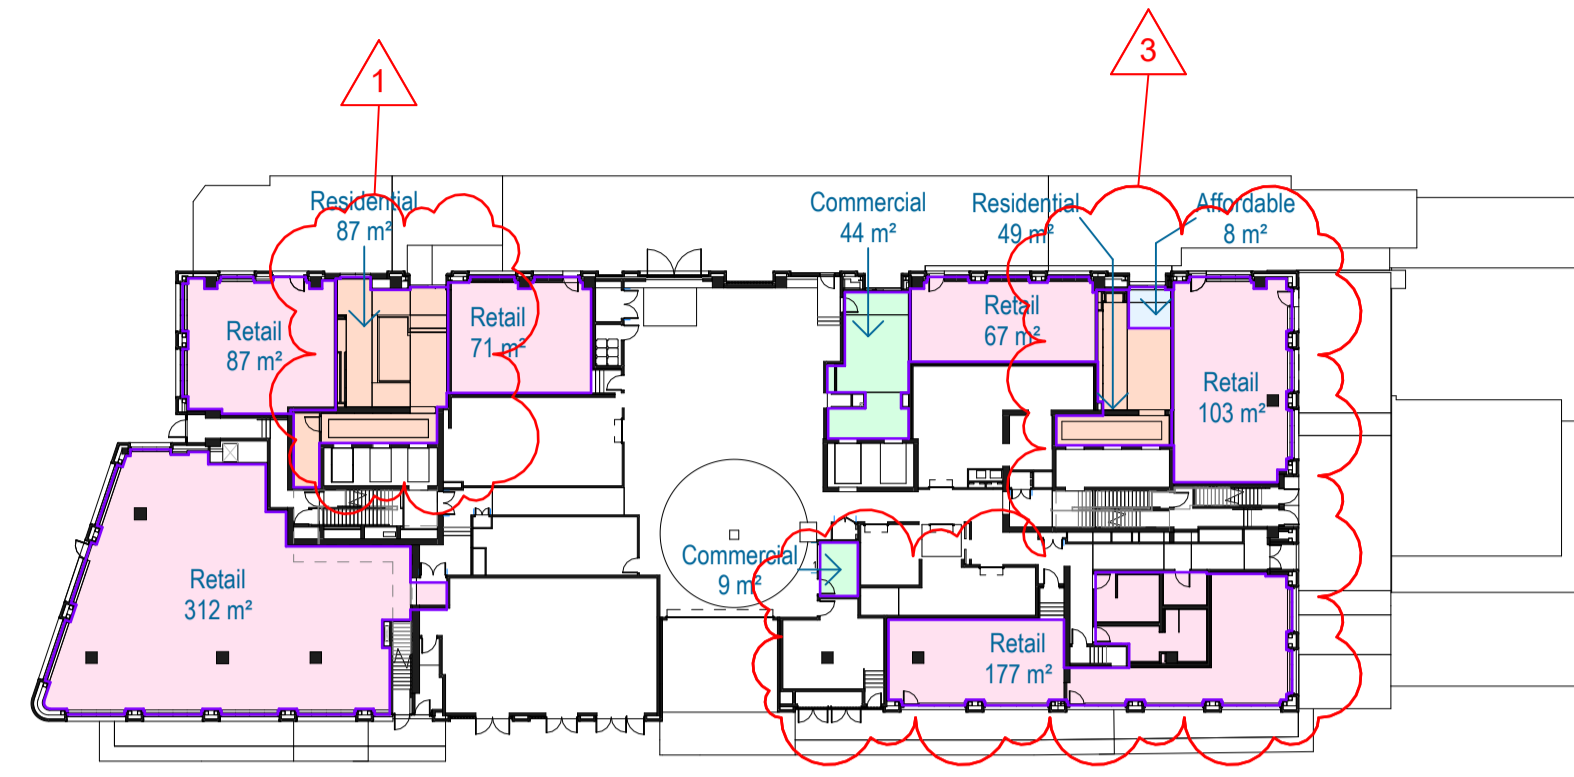 1
3
Residential
87 m²
Commercial
44 m²
Residential
49 m²
Affordable
8 m²
Retail
87 m²
Retail
71 m²
Retail
67 m²
Retail
103 m²
Commercial
9 m²
Retail
312 m²
Retail
177 m²